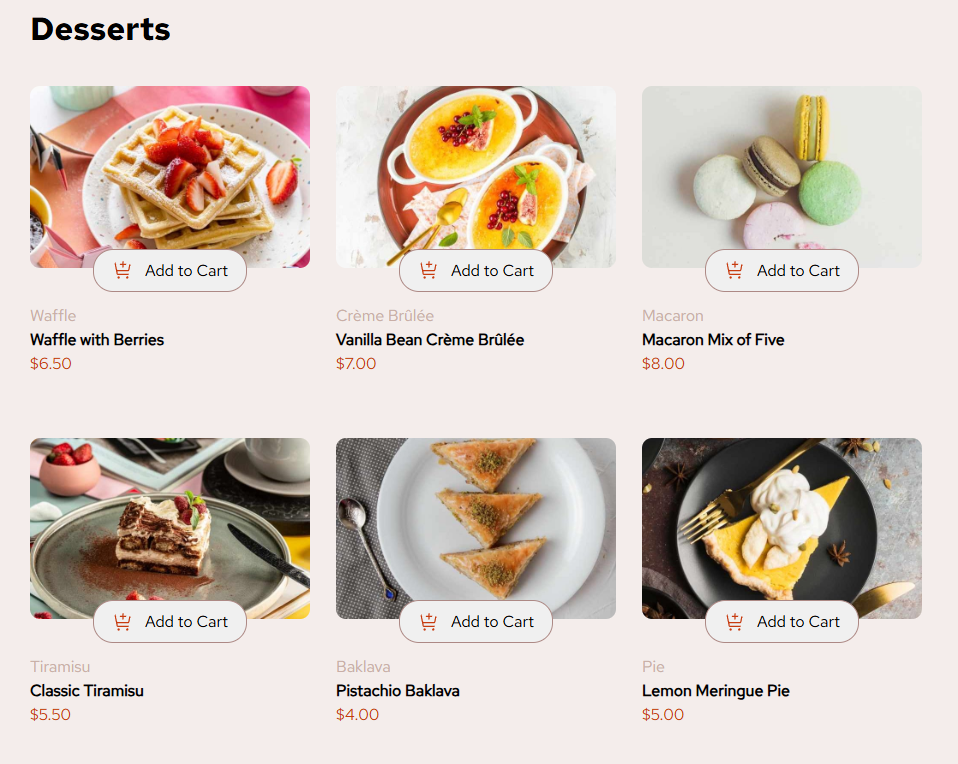 Desserts
Add to Cart
Waffle
Waffle with Berries
$6.50
Add to Cart
Crème Brûlée
Vanilla Bean Crème Brûlée
$7.00
Add to Cart
Macaron
Macaron Mix of Five
$8.00
Add to Cart
Tiramisu
Classic Tiramisu
$5.50
Add to Cart
Baklava
Pistachio Baklava
$4.00
Add to Cart
Pie
Lemon Meringue Pie
$5.00